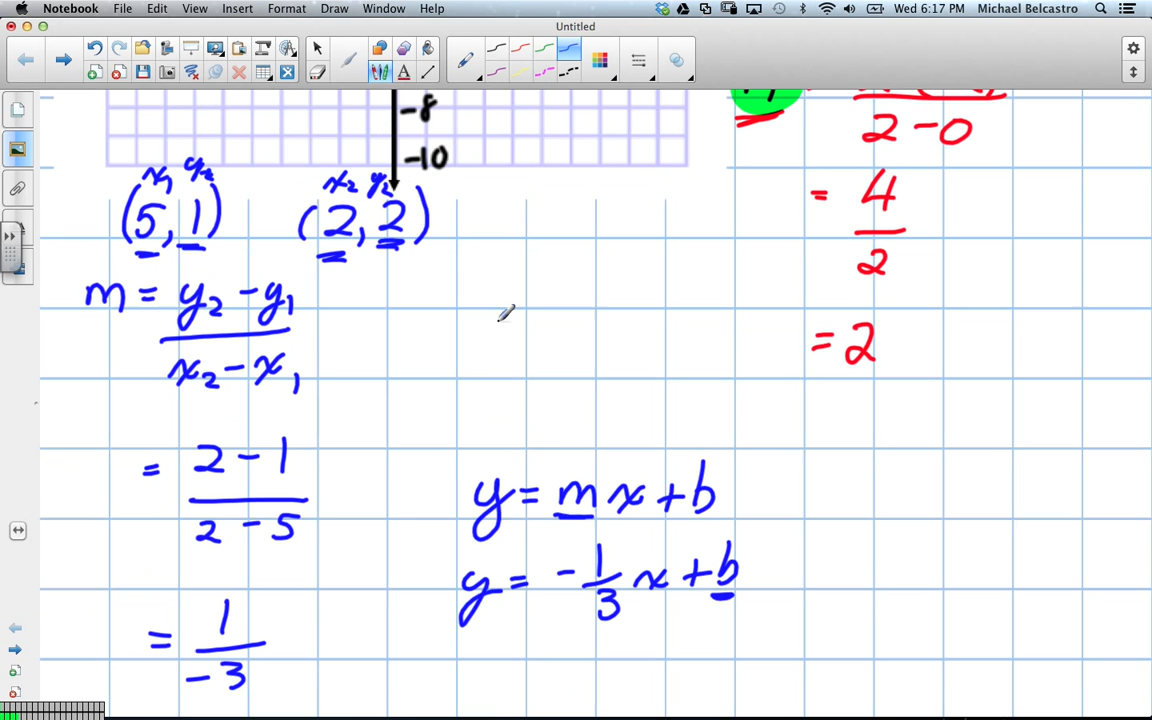 Notebook File Edit View Insert Format Tools Draw Window Help Wed 6:17 PM Michael Belcastro
Untitled
-8
-10
2 - 0
= 4
2
= 2
x₁ y₂ x₂ y₂
(5, 1) (2, 2)
m = y₂ - y₁
x₂ - x₁
= 2 - 1
2 - 5
= 1
-3
y = mx + b
y = -1/3 x + b